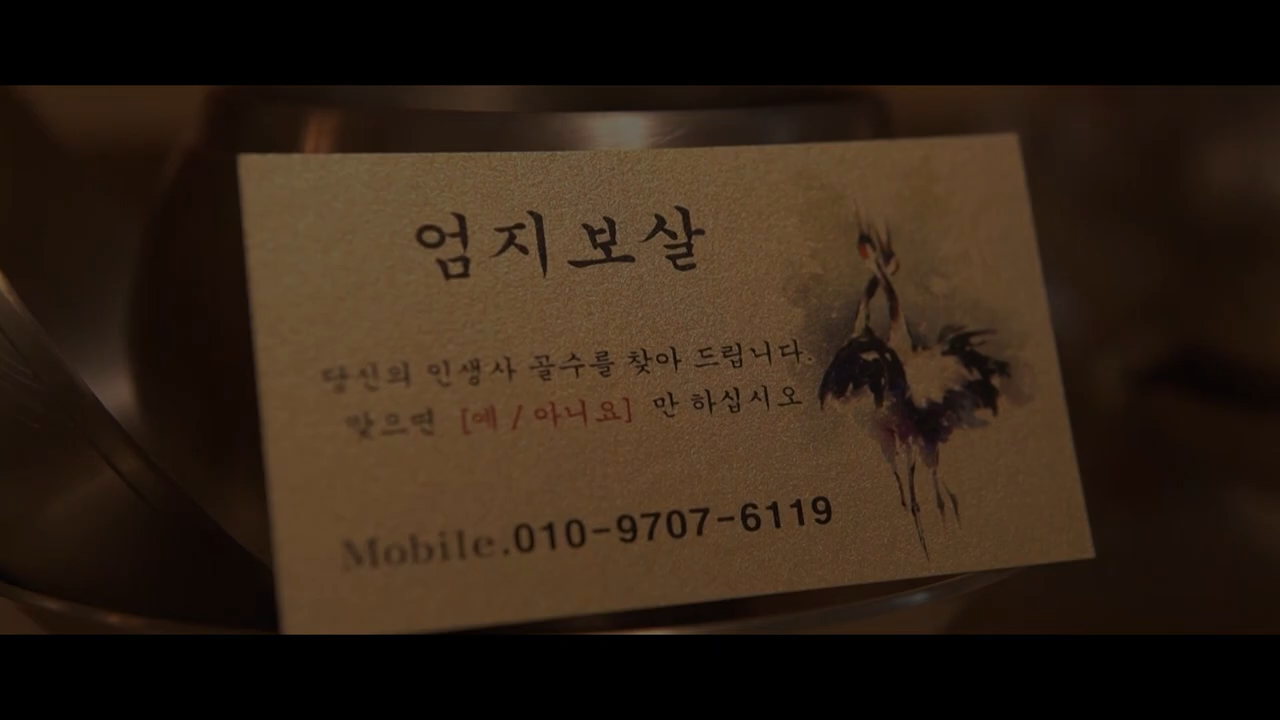 엄지보살
당신의 인생사 골수를 찾아 드립니다.
맞으면 [예 / 아니요] 만 하십시오
Mobile.010-9707-6119